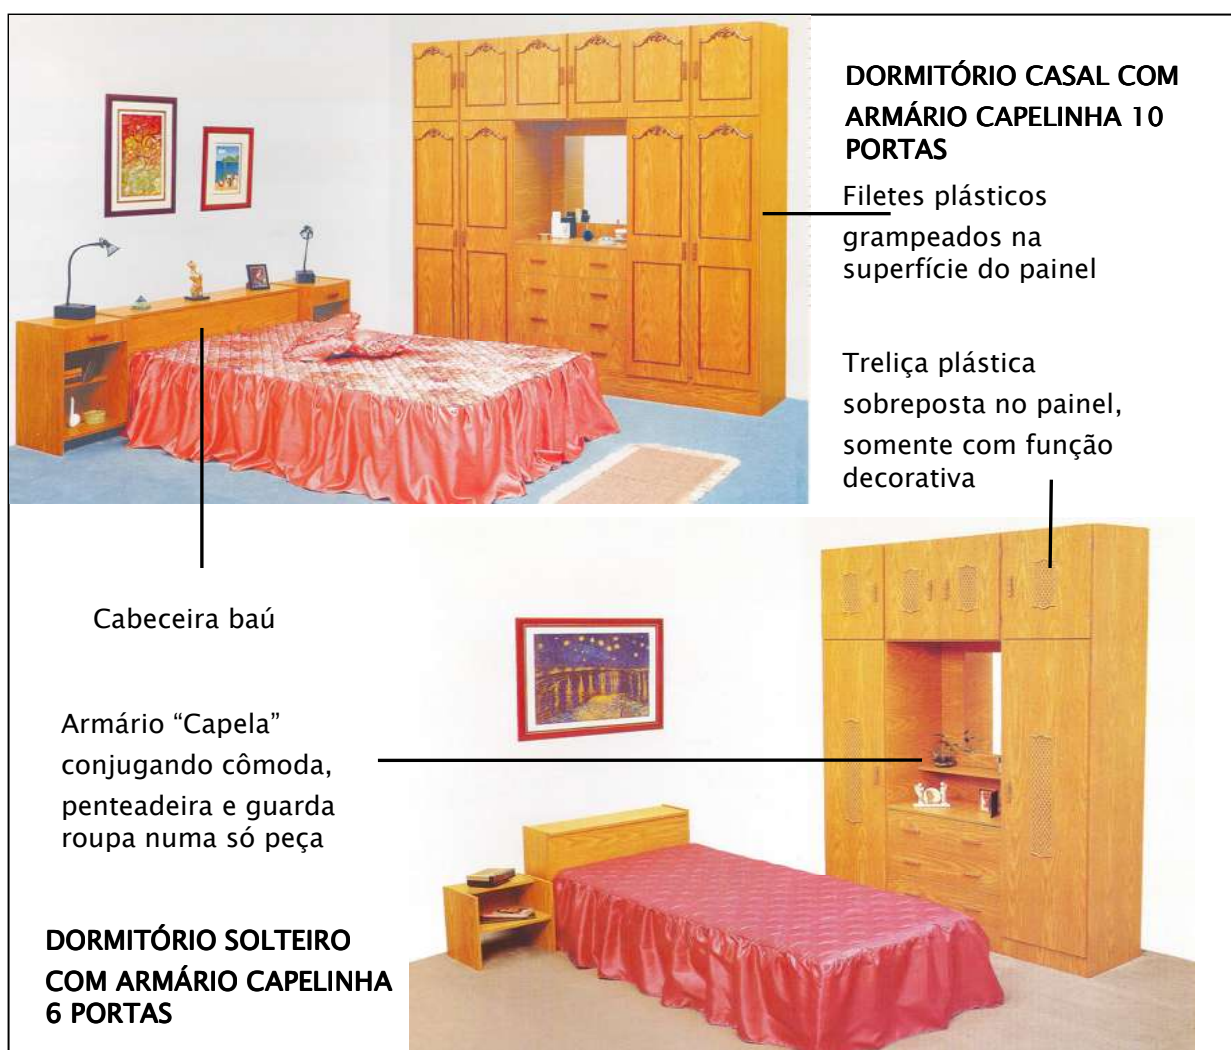 DORMITÓRIO CASAL COM
ARMÁRIO CAPELINHA 10
PORTAS
Filetes plásticos
grampeados na
superfície do painel
Treliça plástica
sobreposta no painel,
somente com função
decorativa
Cabeceira baú
Armário “Capela”
conjugando cômoda,
penteadeira e guarda
roupa numa só peça
DORMITÓRIO SOLTEIRO
COM ARMÁRIO CAPELINHA
6 PORTAS